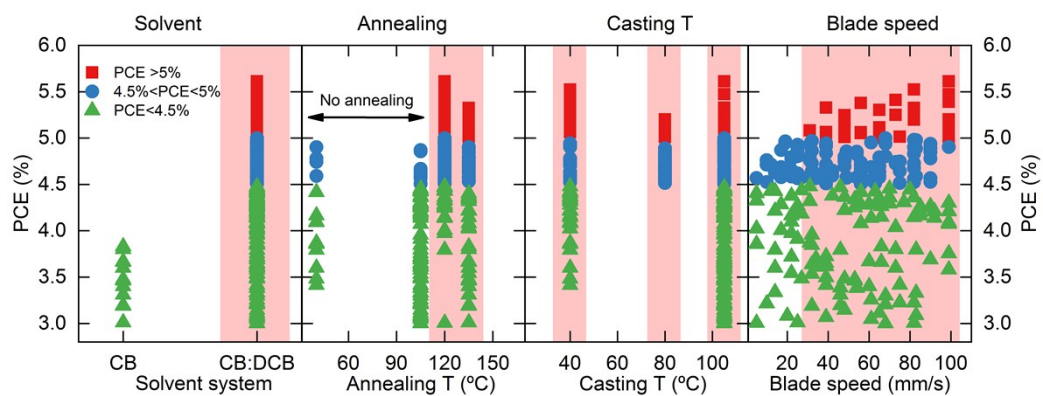 Solvent Annealing Casting T Blade speed
6.0 6.0
PCE >5%
4.5%<PCE<5%
PCE<4.5%
5.5 5.5
No annealing
5.0 5.0
4.5 4.5
4.0 4.0
3.5 3.5
3.0 3.0
PCE (%)
PCE (%)
CB CB:DCB 60 90 120 150 40 60 80 100 20 40 60 80 100
Solvent system Annealing T (ºC) Casting T (ºC) Blade speed (mm/s)